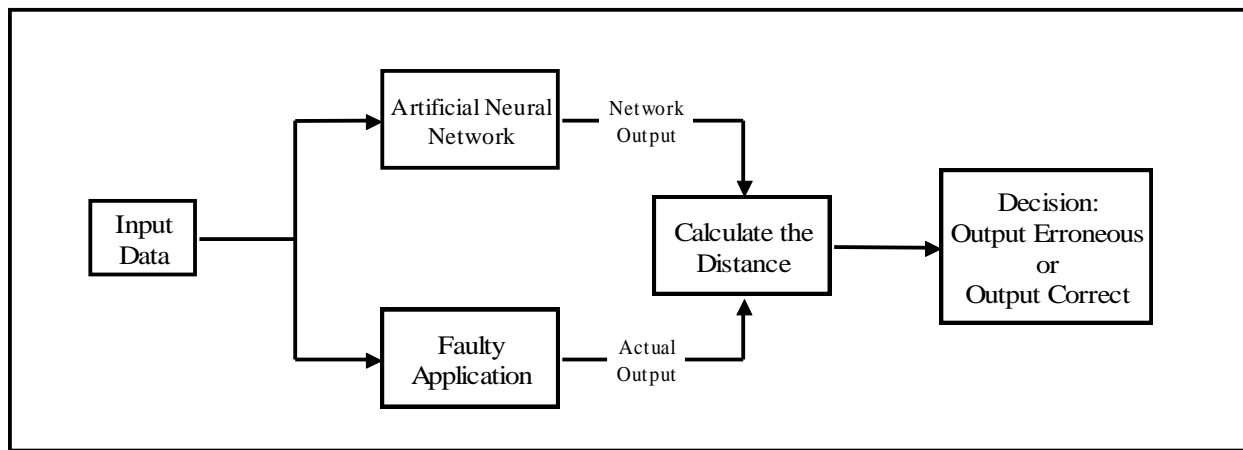 Input
Data
Artificial Neural
Network
Network
Output
Faulty
Application
Actual
Output
Calculate the
Distance
Decision:
Output Erroneous
or
Output Correct